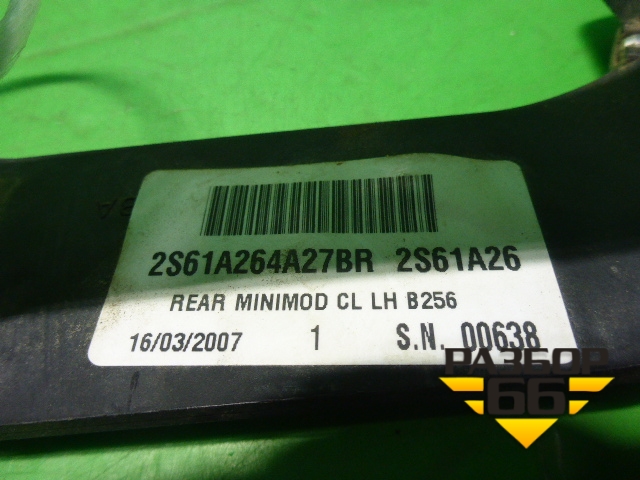 2S61A264A27BR 2S61A26
REAR MINIMOD CL LH B256
16/03/2007 1 S.N. 00638
РАЗБОР
66